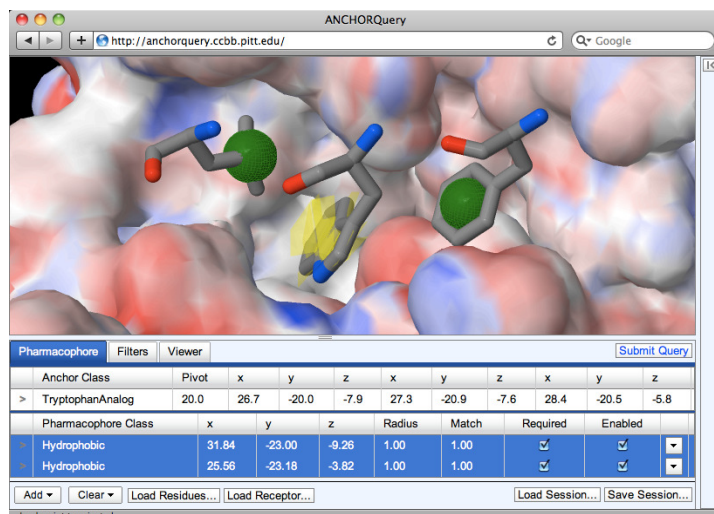 ANCHORQuery
http://anchorquery.ccbb.pitt.edu/
Google
Pharmacophore Filters Viewer Submit Query
Anchor Class Pivot x y z x y z x y z
> TryptophanAnalog 20.0 26.7 -20.0 -7.9 27.3 -20.9 -7.6 28.4 -20.5 -5.8
Pharmacophore Class x y z Radius Match Required Enabled
> Hydrophobic 31.84 -23.00 -9.26 1.00 1.00
> Hydrophobic 25.56 -23.18 -3.82 1.00 1.00
Add Clear Load Residues... Load Receptor... Load Session... Save Session...